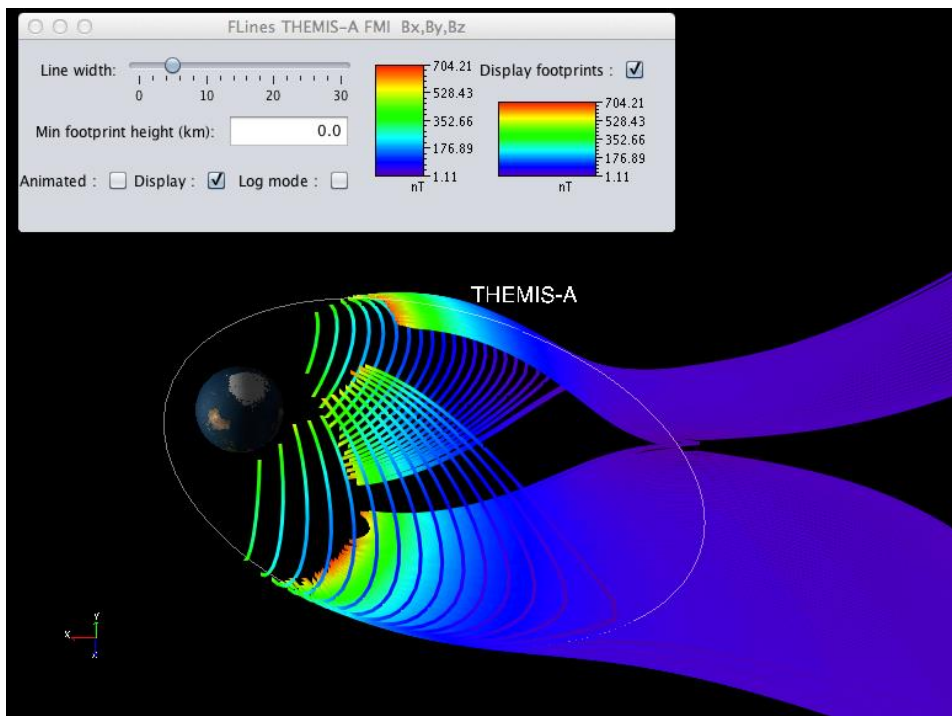 FLines THEMIS-A FMI Bx,By,Bz
Line width:
0 10 20 30
Min footprint height (km): 0.0
Animated : Display : Log mode :
704.21
528.43
352.66
176.89
1.11
nT
Display footprints :
704.21
528.43
352.66
176.89
1.11
nT
THEMIS-A
Y
X